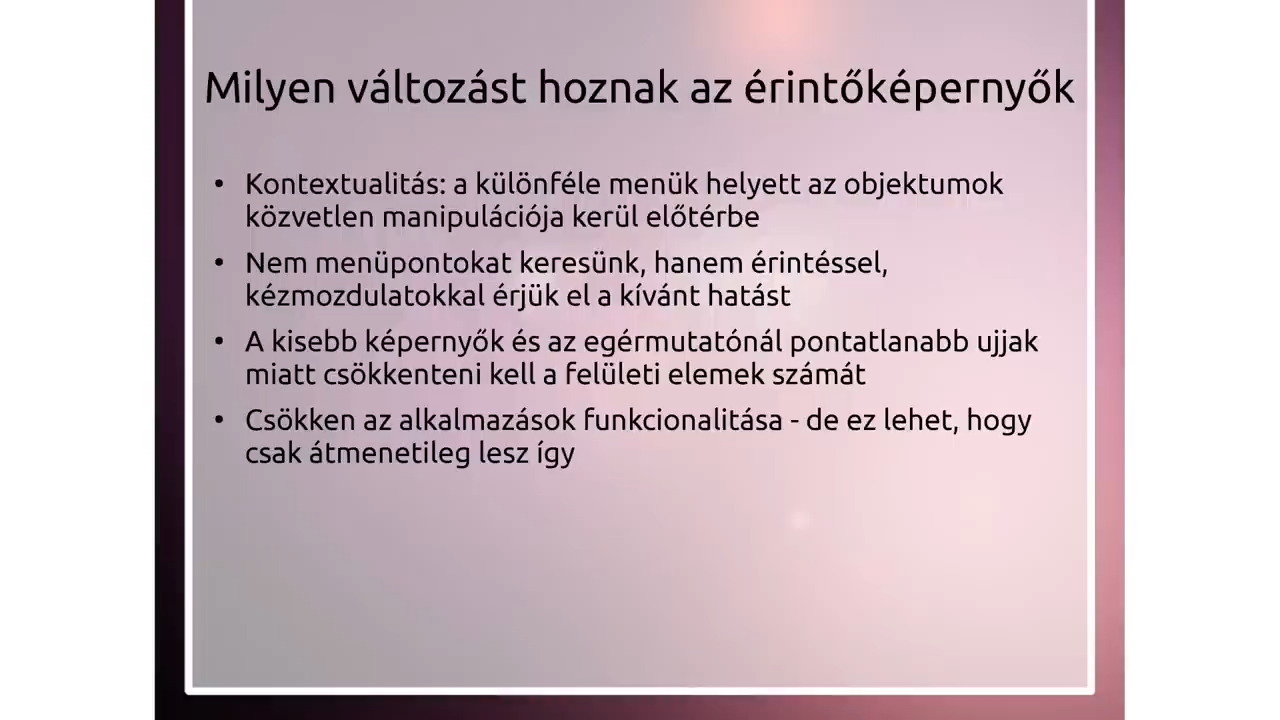 Milyen változást hoznak az érintőképernyők
• Kontextualitás: a különféle menük helyett az objektumok
közvetlen manipulációja kerül előtérbe
• Nem menüpontokat keresünk, hanem érintéssel,
kézmozdulatokkal érjük el a kívánt hatást
• A kisebb képernyők és az egérmutatónál pontatlanabb ujjak
miatt csökkenteni kell a felületi elemek számát
• Csökken az alkalmazások funkcionalitása - de ez lehet, hogy
csak átmenetileg lesz így